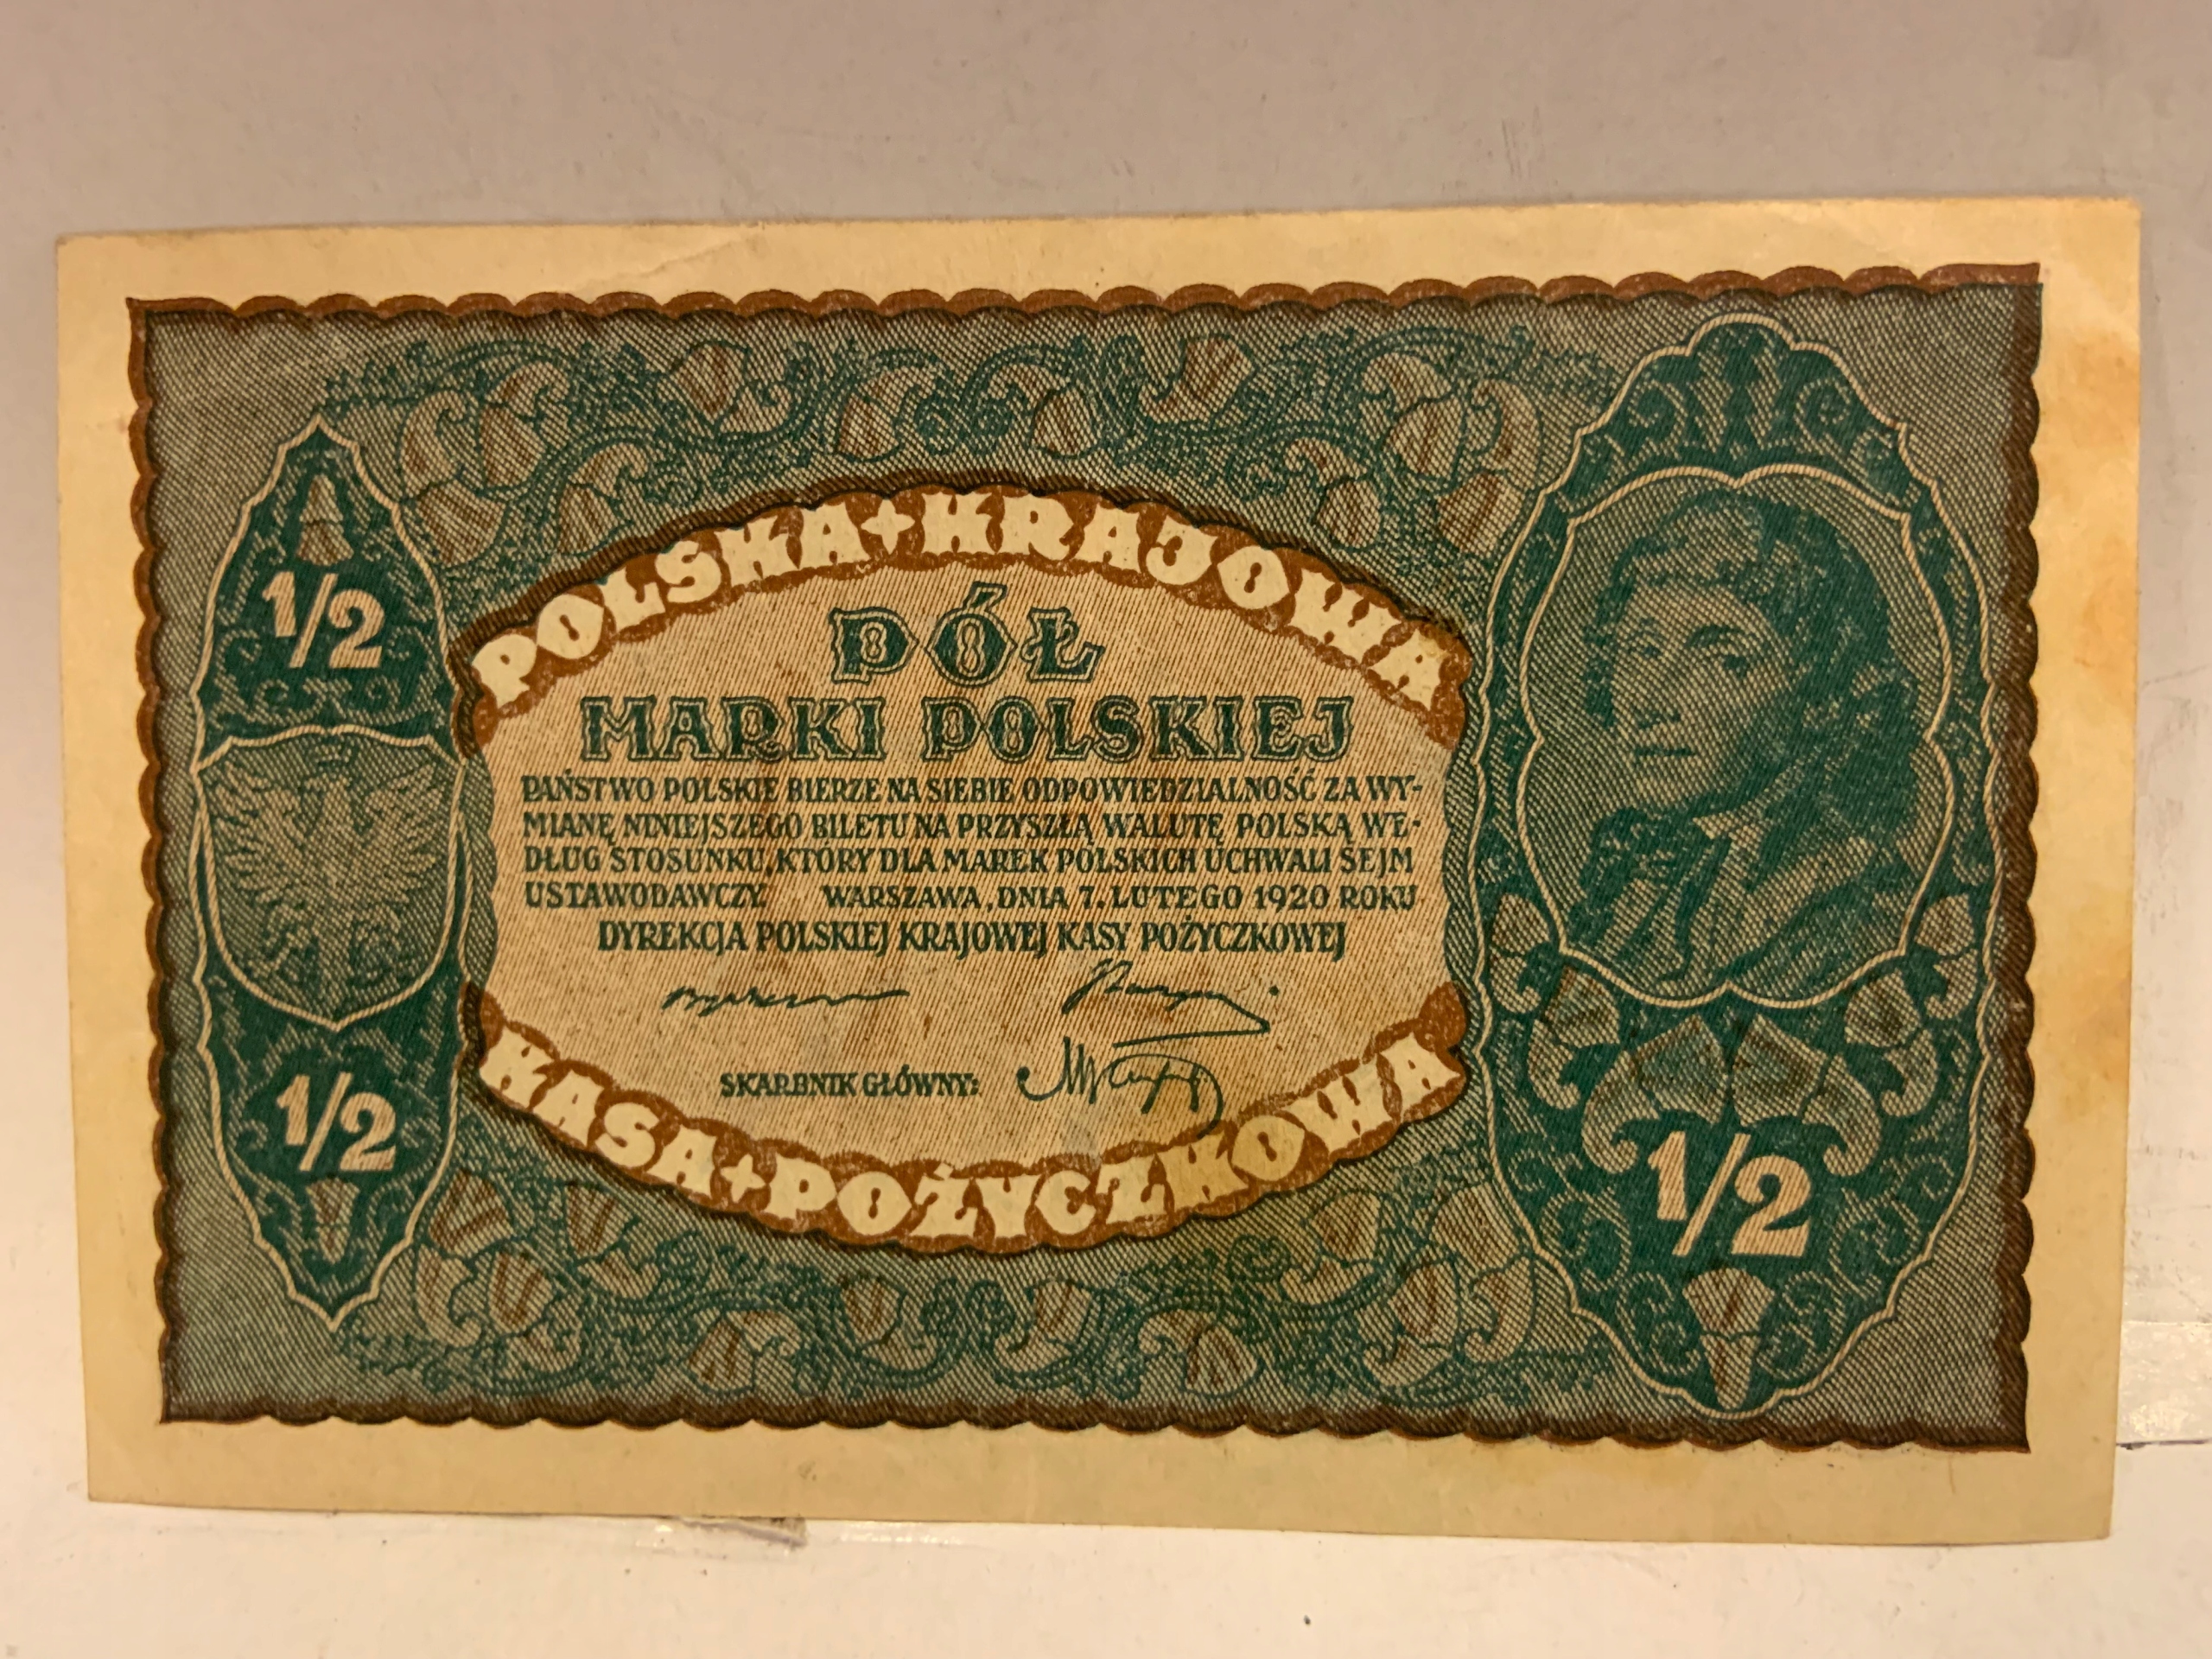 POLSKA+KRAJOWA
1/2
PÓŁ
MARKI POLSKIEJ
PAŃSTWO POLSKIE BIERZE NA SIEBIE ODPOWIEDZIALNOŚĆ ZA WY-
MIANĘ NINIEJSZEGO BILETU NA PRZYSZŁĄ WALUTĘ POLSKĄ WE-
DŁUG STOSUNKU, KTÓRY DLA MAREK POLSKICH UCHWALI SEJM
USTAWODAWCZY. WARSZAWA, DNIA 7. LUTEGO 1920 ROKU
DYREKCJA POLSKIEJ KRAJOWEJ KASY POŻYCZKOWEJ
SKARBNIK GŁÓWNY:
1/2
1/2
KASA+POŻYCZKOWA